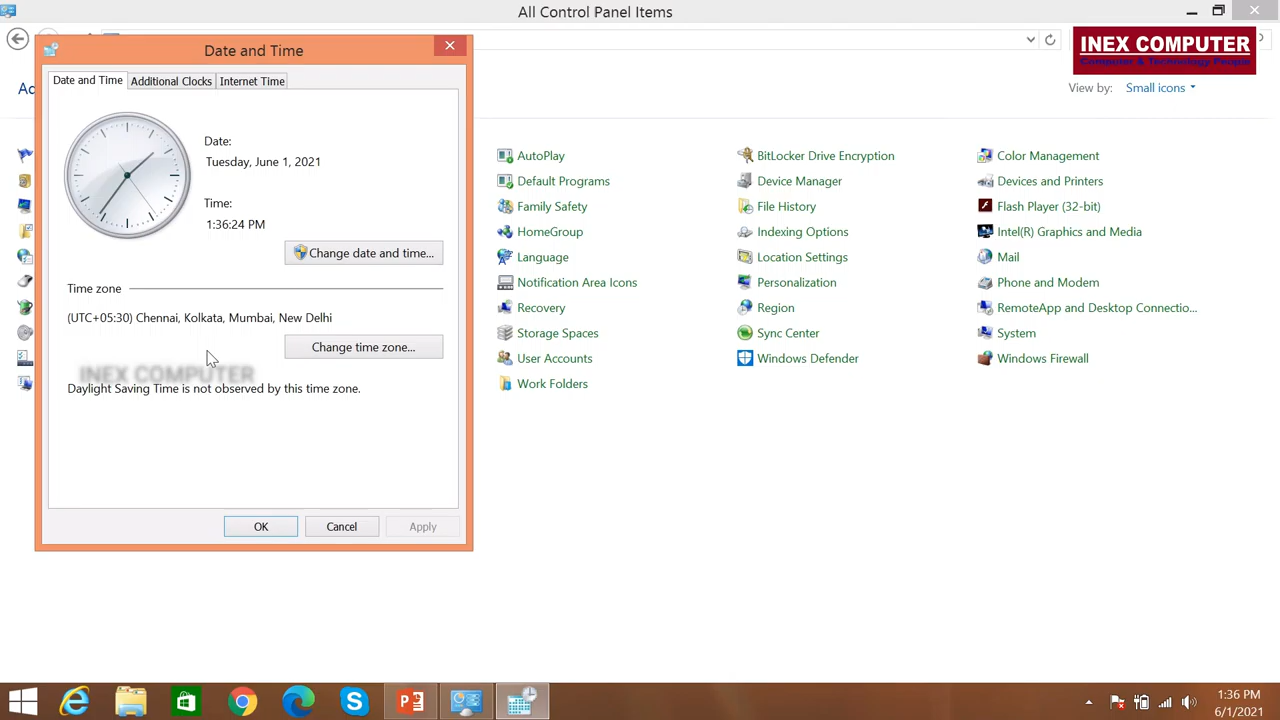 All Control Panel Items
Date and Time
INEX COMPUTER
Computer & Technology People
Ad
View by:
Small icons
Date and Time
Additional Clocks
Internet Time
Date:
Tuesday, June 1, 2021
Time:
1:36:24 PM
Change date and time...
Time zone
(UTC+05:30) Chennai, Kolkata, Mumbai, New Delhi
Change time zone...
INEX COMPUTER
Daylight Saving Time is not observed by this time zone.
OK
Cancel
Apply
AutoPlay
BitLocker Drive Encryption
Color Management
Default Programs
Device Manager
Devices and Printers
Family Safety
File History
Flash Player (32-bit)
HomeGroup
Indexing Options
Intel(R) Graphics and Media
Language
Location Settings
Mail
Notification Area Icons
Personalization
Phone and Modem
Recovery
Region
RemoteApp and Desktop Connectio...
Storage Spaces
Sync Center
System
User Accounts
Windows Defender
Windows Firewall
Work Folders
1:36 PM
6/1/2021